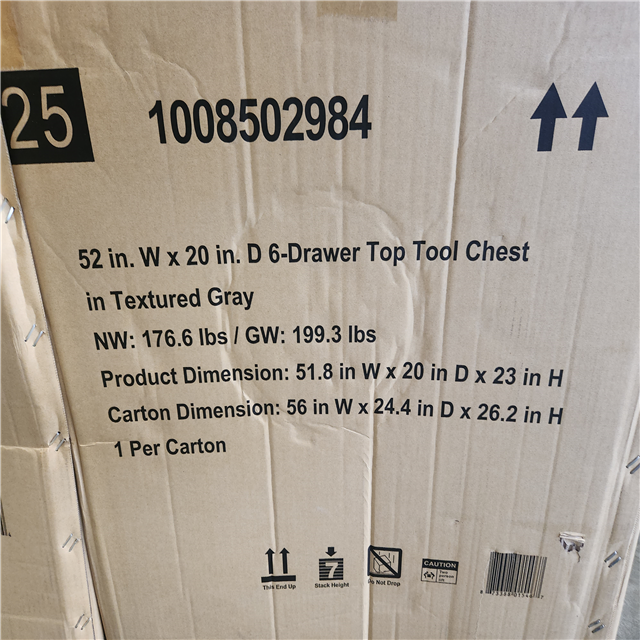 25
1008502984
52 in. W x 20 in. D 6-Drawer Top Tool Chest
in Textured Gray
NW: 176.6 lbs / GW: 199.3 lbs
Product Dimension: 51.8 in W x 20 in D x 23 in H
Carton Dimension: 56 in W x 24.4 in D x 26.2 in H
1 Per Carton
7
CAUTION
This End Up
Stack Height
Do Not Drop